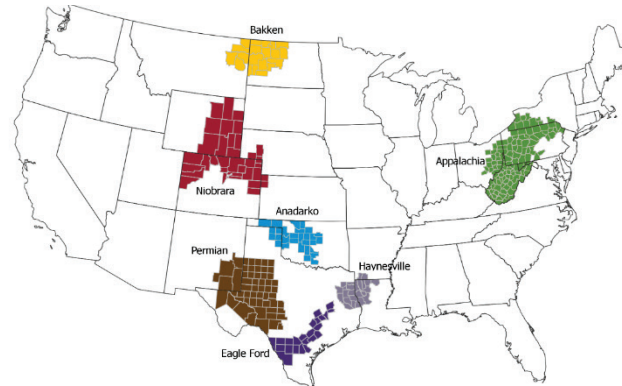 Bakken
Appalachia
Niobrara
Anadarko
Permian
Haynesville
Eagle Ford